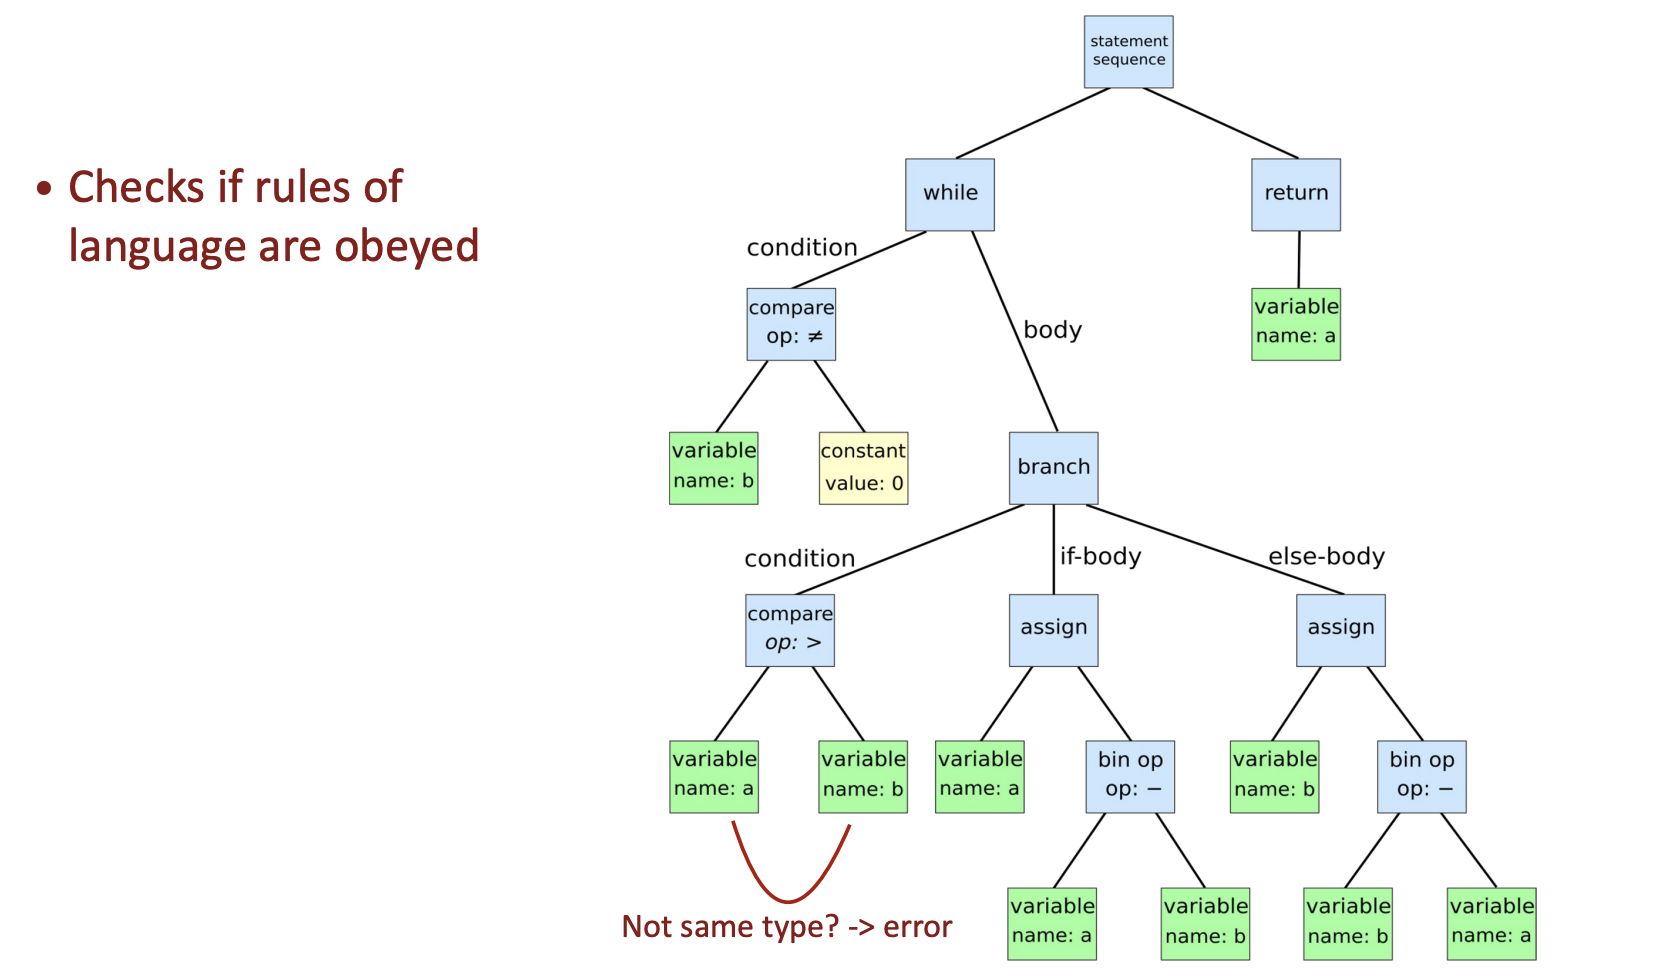 • Checks if rules of
language are obeyed
statement
sequence
while
return
condition
body
compare
op: ≠
variable
name: a
variable
name: b
constant
value: 0
branch
condition
if-body
else-body
compare
op: >
assign
assign
variable
name: a
variable
name: b
variable
name: a
bin op
op: −
variable
name: b
bin op
op: −
Not same type? -> error
variable
name: a
variable
name: b
variable
name: b
variable
name: a